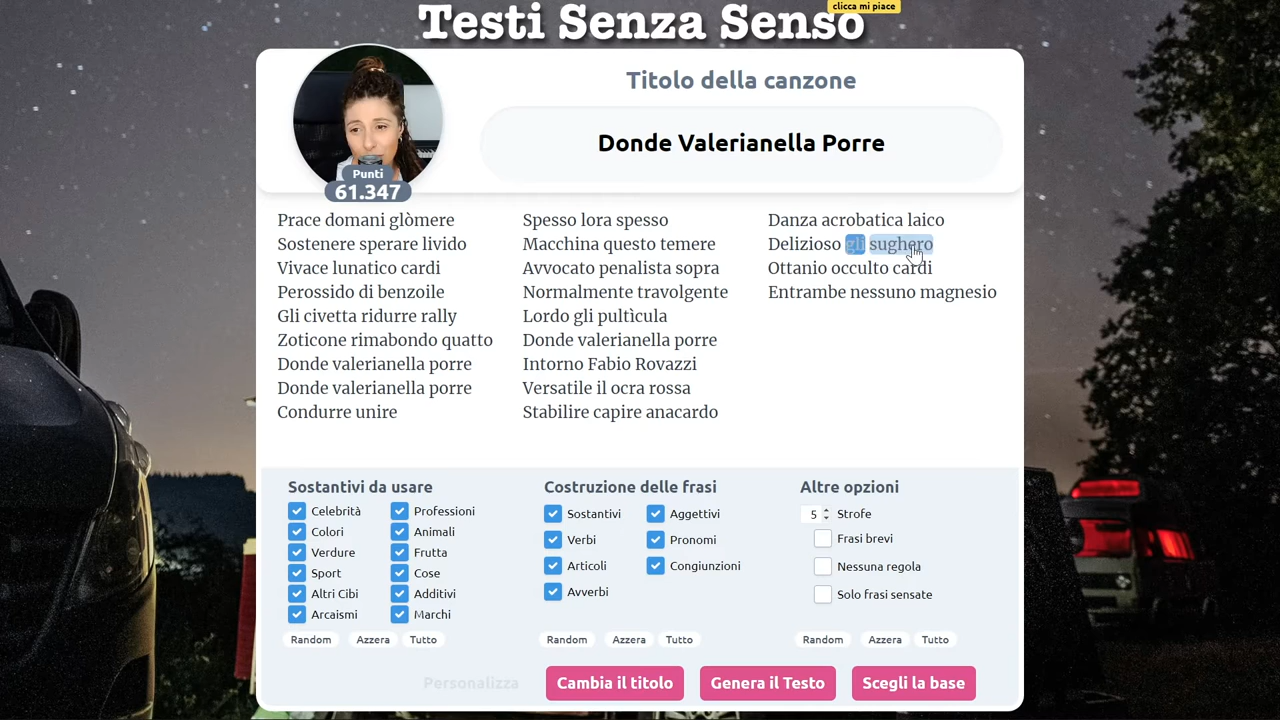 clicca mi piace
Testi Senza Senso
Titolo della canzone
Donde Valerianella Porre
Punti
61.347
Prace domani glòmere
Sostenere sperare livido
Vivace lunatico cardi
Perossido di benzoile
Gli civetta ridurre rally
Zoticone rimabondo quatto
Donde valerianella porre
Donde valerianella porre
Condurre unire
Spesso lora spesso
Macchina questo temere
Avvocato penalista sopra
Normalmente travolgente
Lordo gli pultìcula
Donde valerianella porre
Intorno Fabio Rovazzi
Versatile il ocra rossa
Stabilire capire anacardo
Danza acrobatica laico
Delizioso gli sughero
Ottanio occulto cardi
Entrambe nessuno magnesio
Sostantivi da usare
Celebrità
Colori
Verdure
Sport
Altri Cibi
Arcaismi
Professioni
Animali
Frutta
Cose
Additivi
Marchi
Random Azzera Tutto
Costruzione delle frasi
Sostantivi
Verbi
Articoli
Avverbi
Aggettivi
Pronomi
Congiunzioni
Random Azzera Tutto
Altre opzioni
5 Strofe
Frasi brevi
Nessuna regola
Solo frasi sensate
Random Azzera Tutto
Personalizza
Cambia il titolo
Genera il Testo
Scegli la base